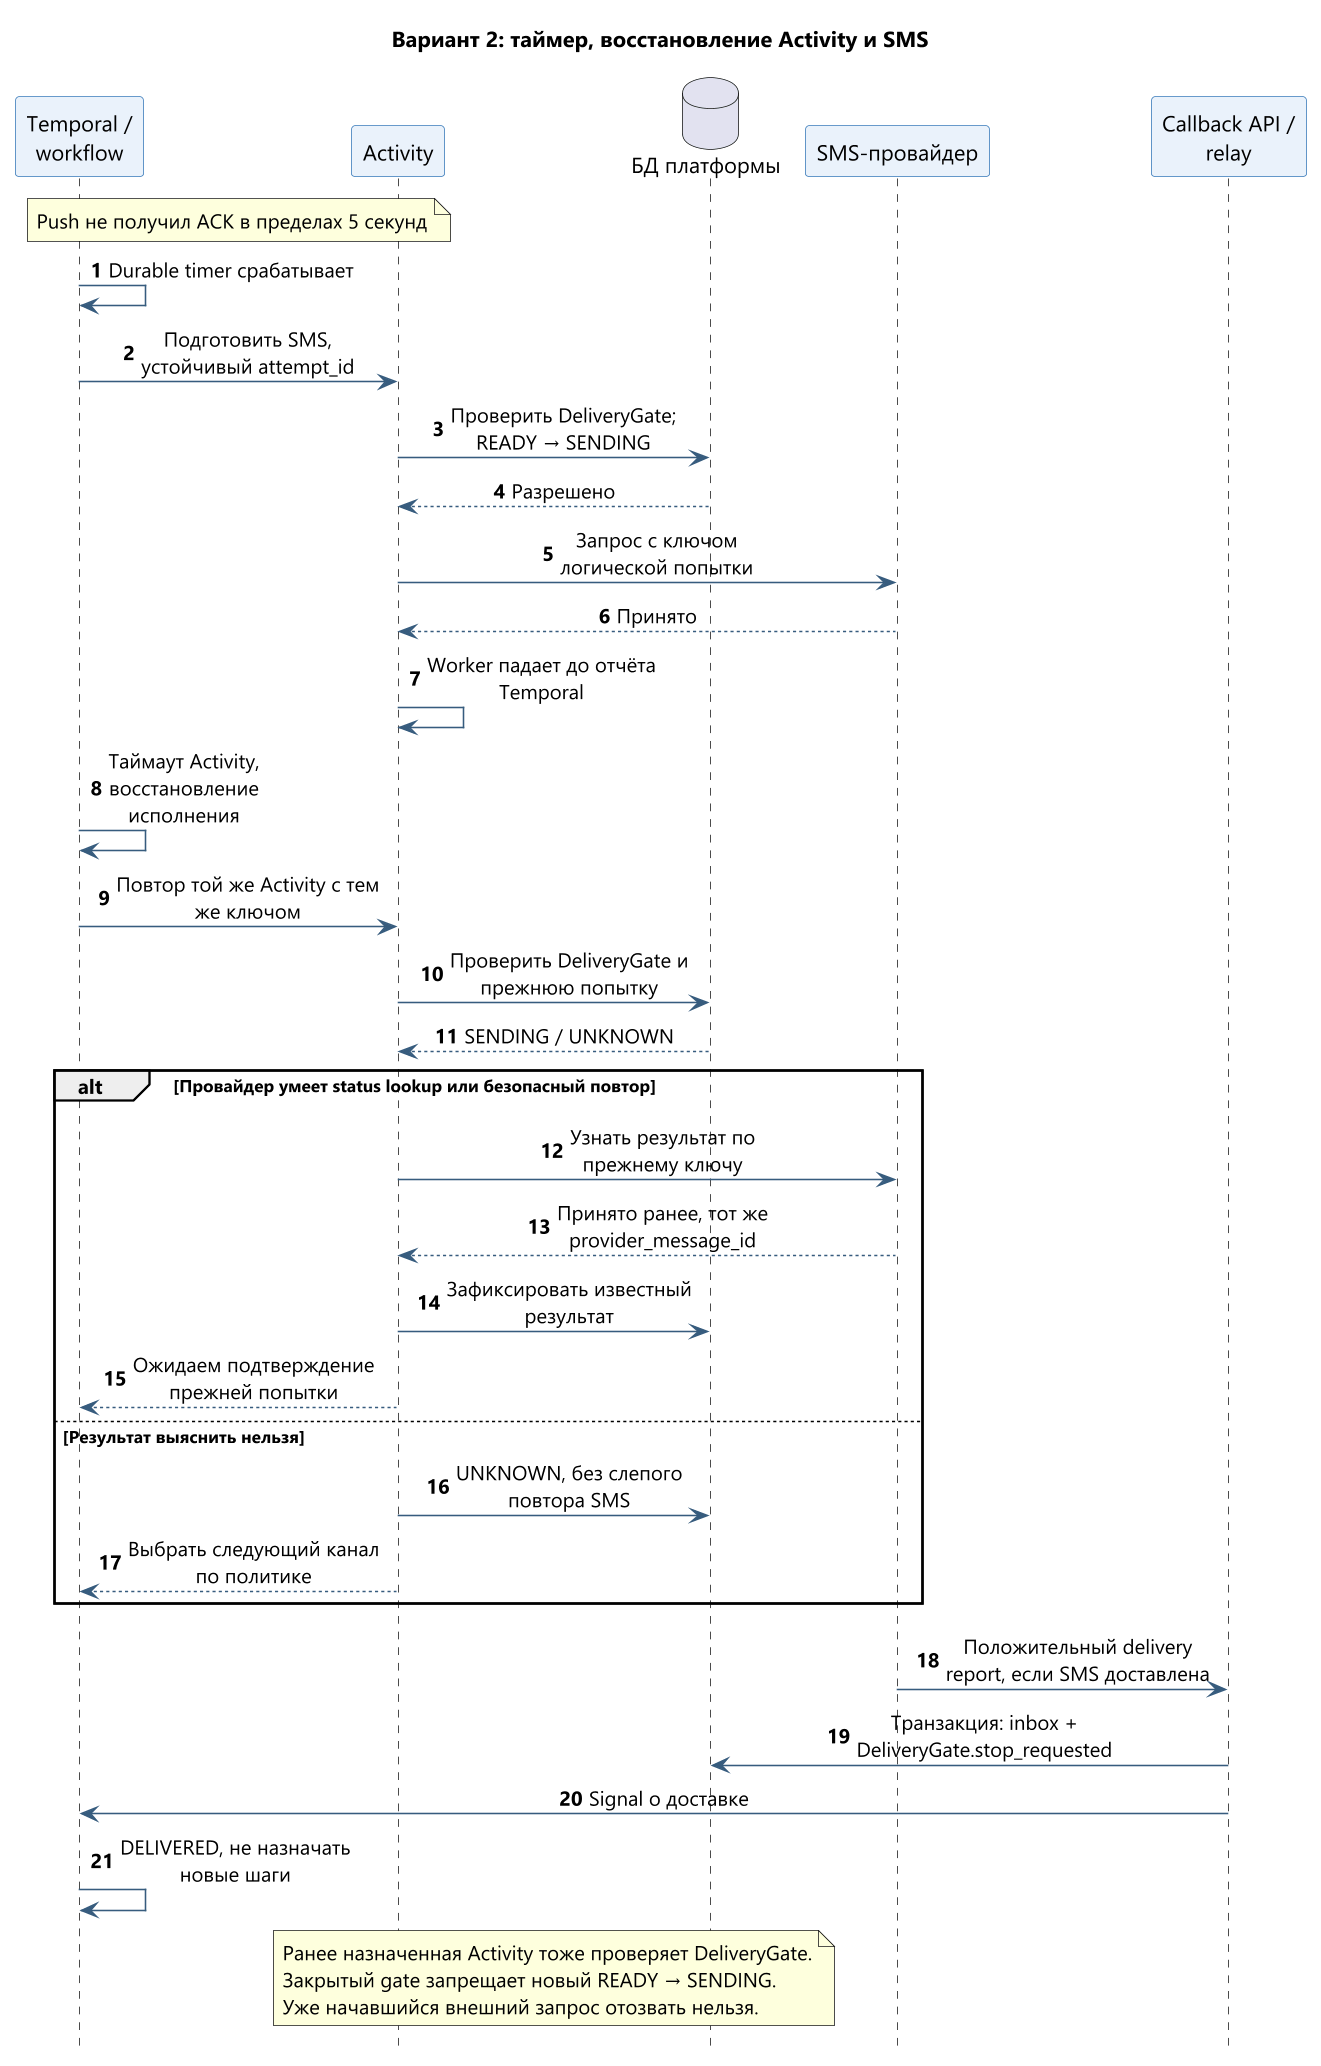 Вариант 2: таймер, восстановление Activity и SMS
Temporal /
workflow
Activity
БД платформы
SMS-провайдер
Callback API /
relay
Push не получил ACK в пределах 5 секунд
1 Durable timer срабатывает
Подготовить SMS,
2 устойчивый attempt_id
Проверить DeliveryGate;
3 READY → SENDING
4 Разрешено
Запрос с ключом
5 логической попытки
6 Принято
Worker падает до отчёта
7 Temporal
Таймаут Activity,
8 восстановление
исполнения
Повтор той же Activity с тем
9 же ключом
Проверить DeliveryGate и
10 прежнюю попытку
11 SENDING / UNKNOWN
alt [Провайдер умеет status lookup или безопасный повтор]
Узнать результат по
12 прежнему ключу
Принято ранее, тот же
13 provider_message_id
Зафиксировать известный
14 результат
Ожидаем подтверждение
15 прежней попытки
[Результат выяснить нельзя]
UNKNOWN, без слепого
16 повтора SMS
Выбрать следующий канал
17 по политике
Положительный delivery
18 report, если SMS доставлена
Транзакция: inbox +
19 DeliveryGate.stop_requested
20 Signal о доставке
DELIVERED, не назначать
21 новые шаги
Ранее назначенная Activity тоже проверяет DeliveryGate.
Закрытый gate запрещает новый READY → SENDING.
Уже начавшийся внешний запрос отозвать нельзя.